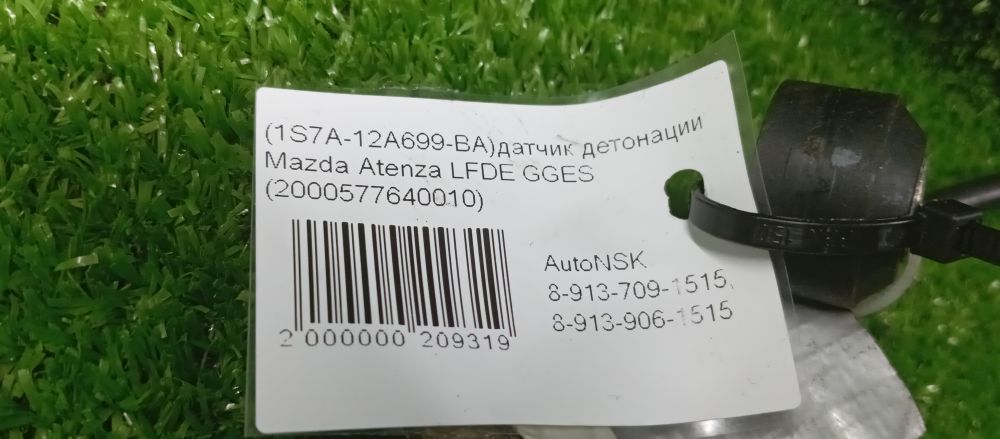 (1S7A-12A699-BA)датчик детонации
Mazda Atenza LFDE GGES
(2000577640010)
AutoNSK
8-913-709-1515,
8-913-906-1515
2 000000 209319